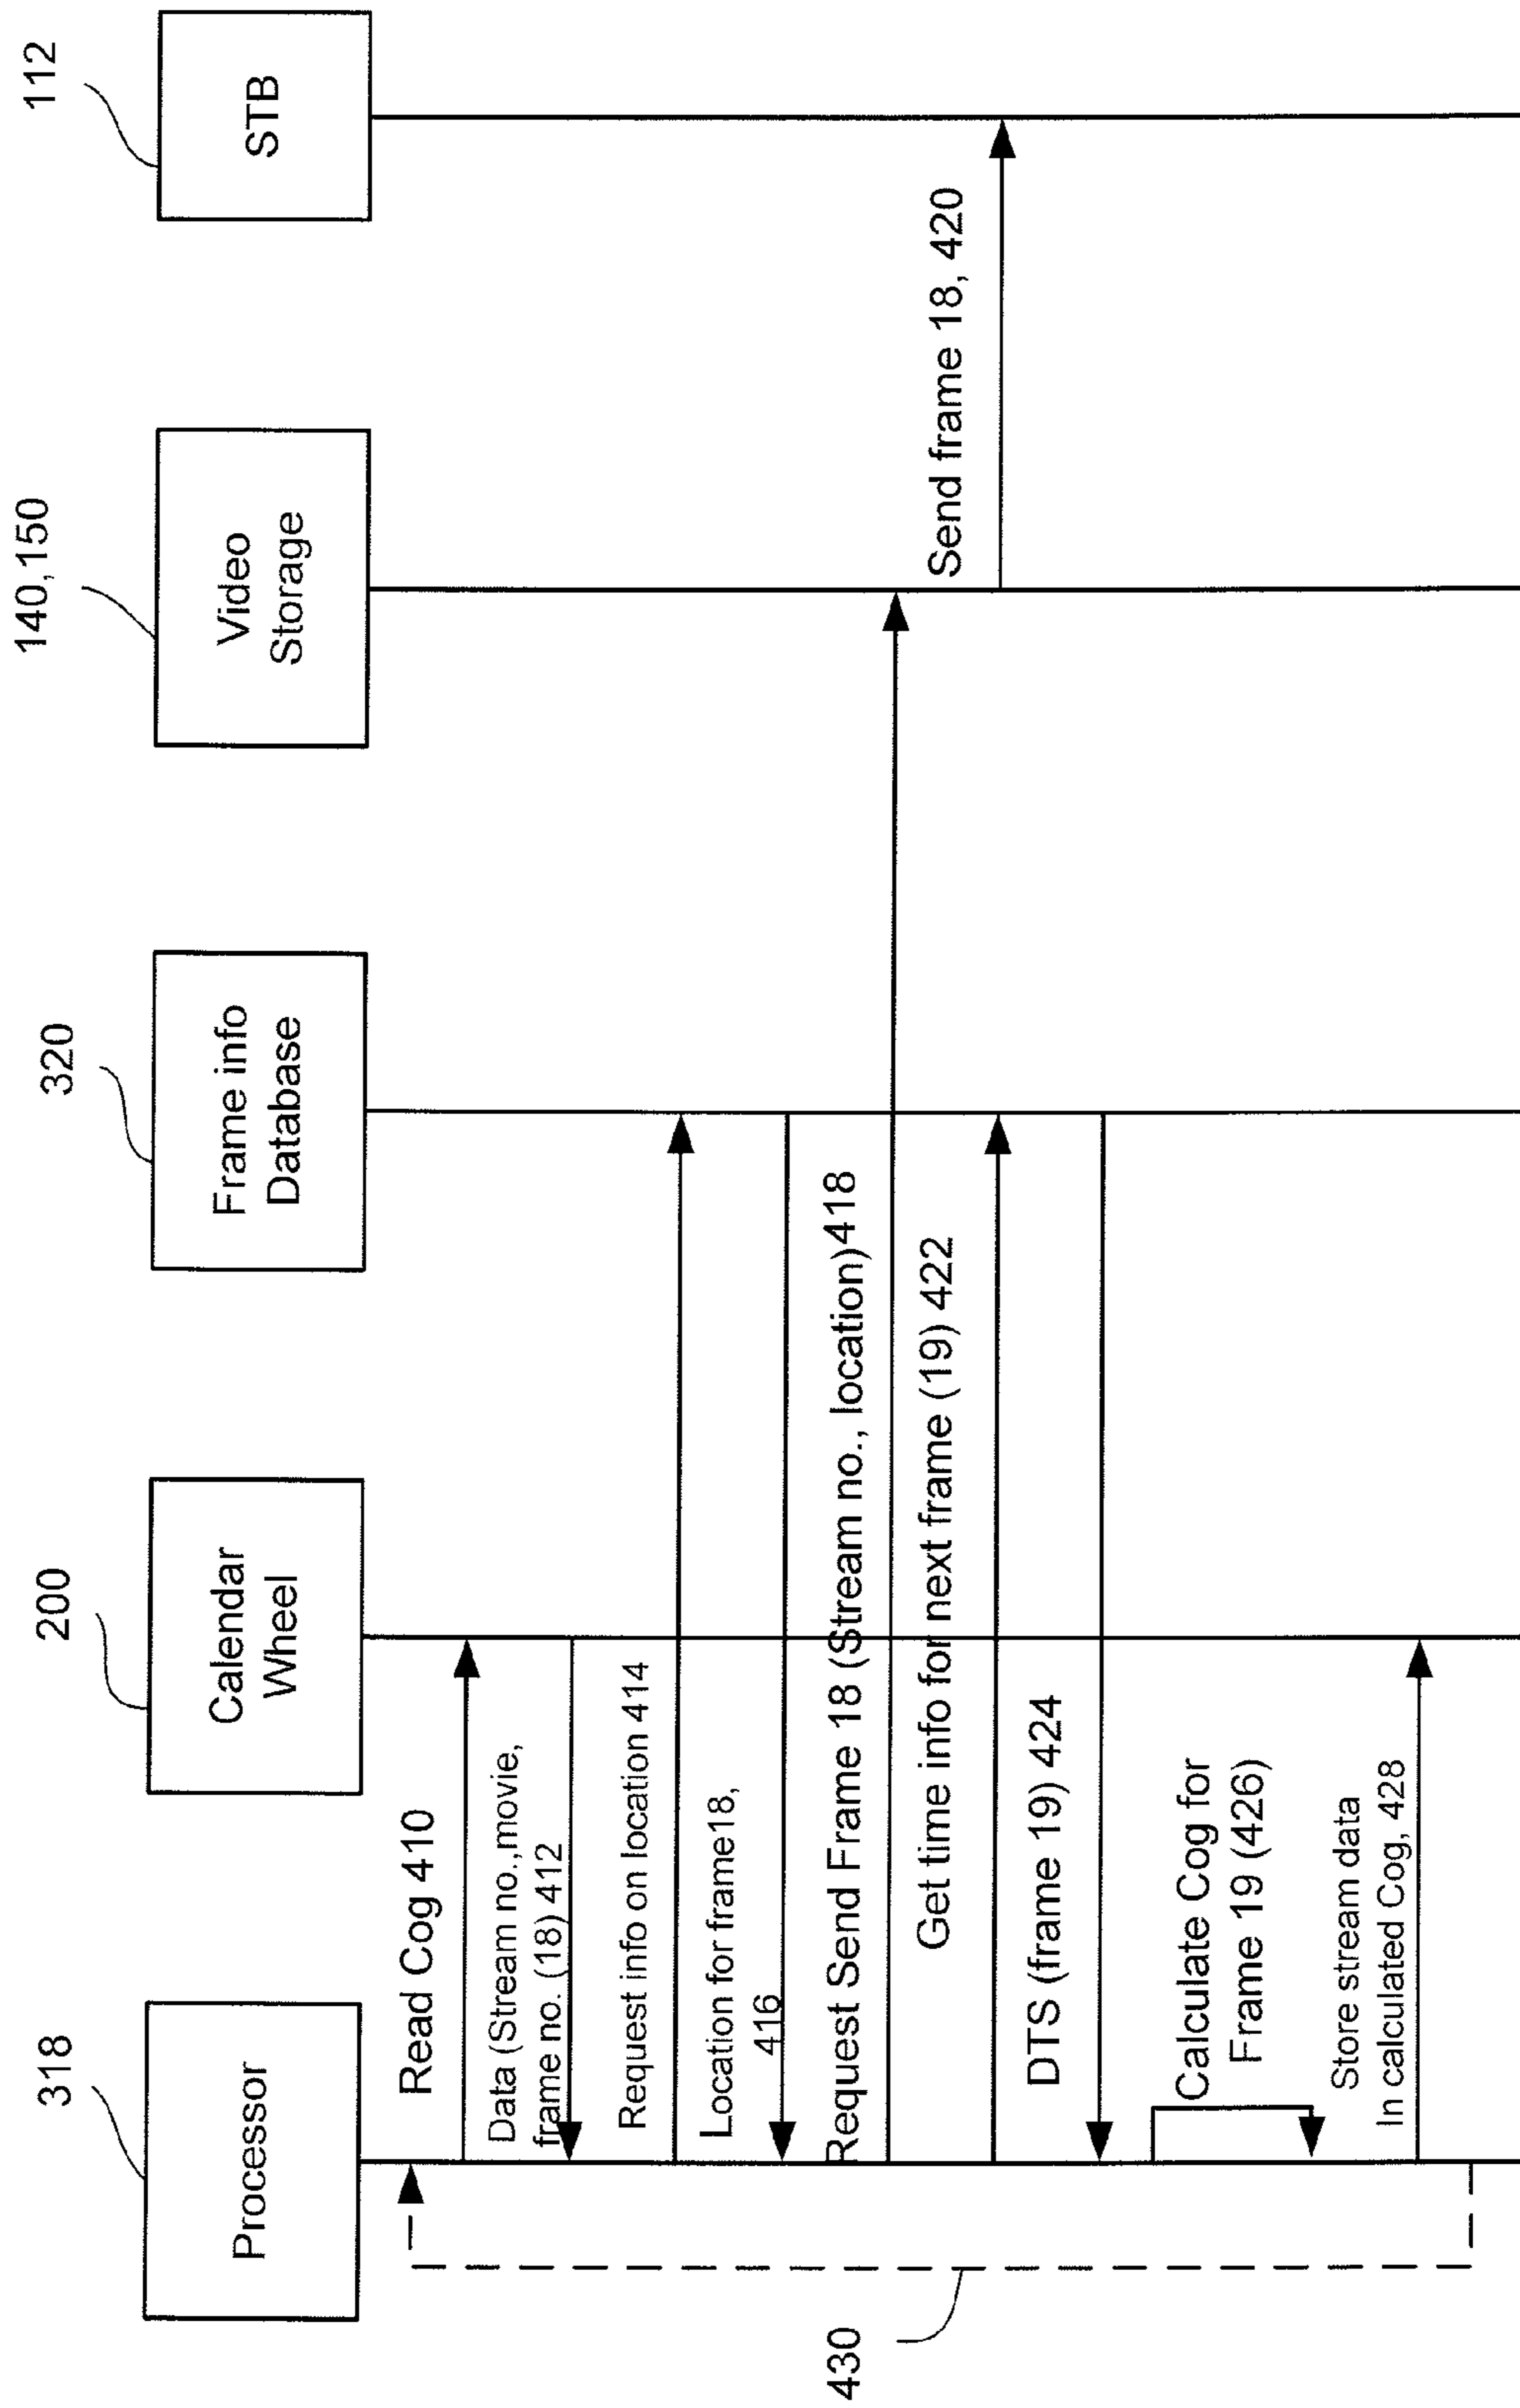 318
200
320
140,150
112
Processor
Calendar
Wheel
Frame info
Database
Video
Storage
STB
Read Cog 410
Data (Stream no.,movie,
frame no. (18) 412
Request info on location 414
Location for frame18,
416
Request Send Frame 18 (Stream no., location)418
Send frame 18, 420
Get time info for next frame (19) 422
DTS (frame 19) 424
Calculate Cog for
Frame 19 (426)
Store stream data
In calculated Cog, 428
430